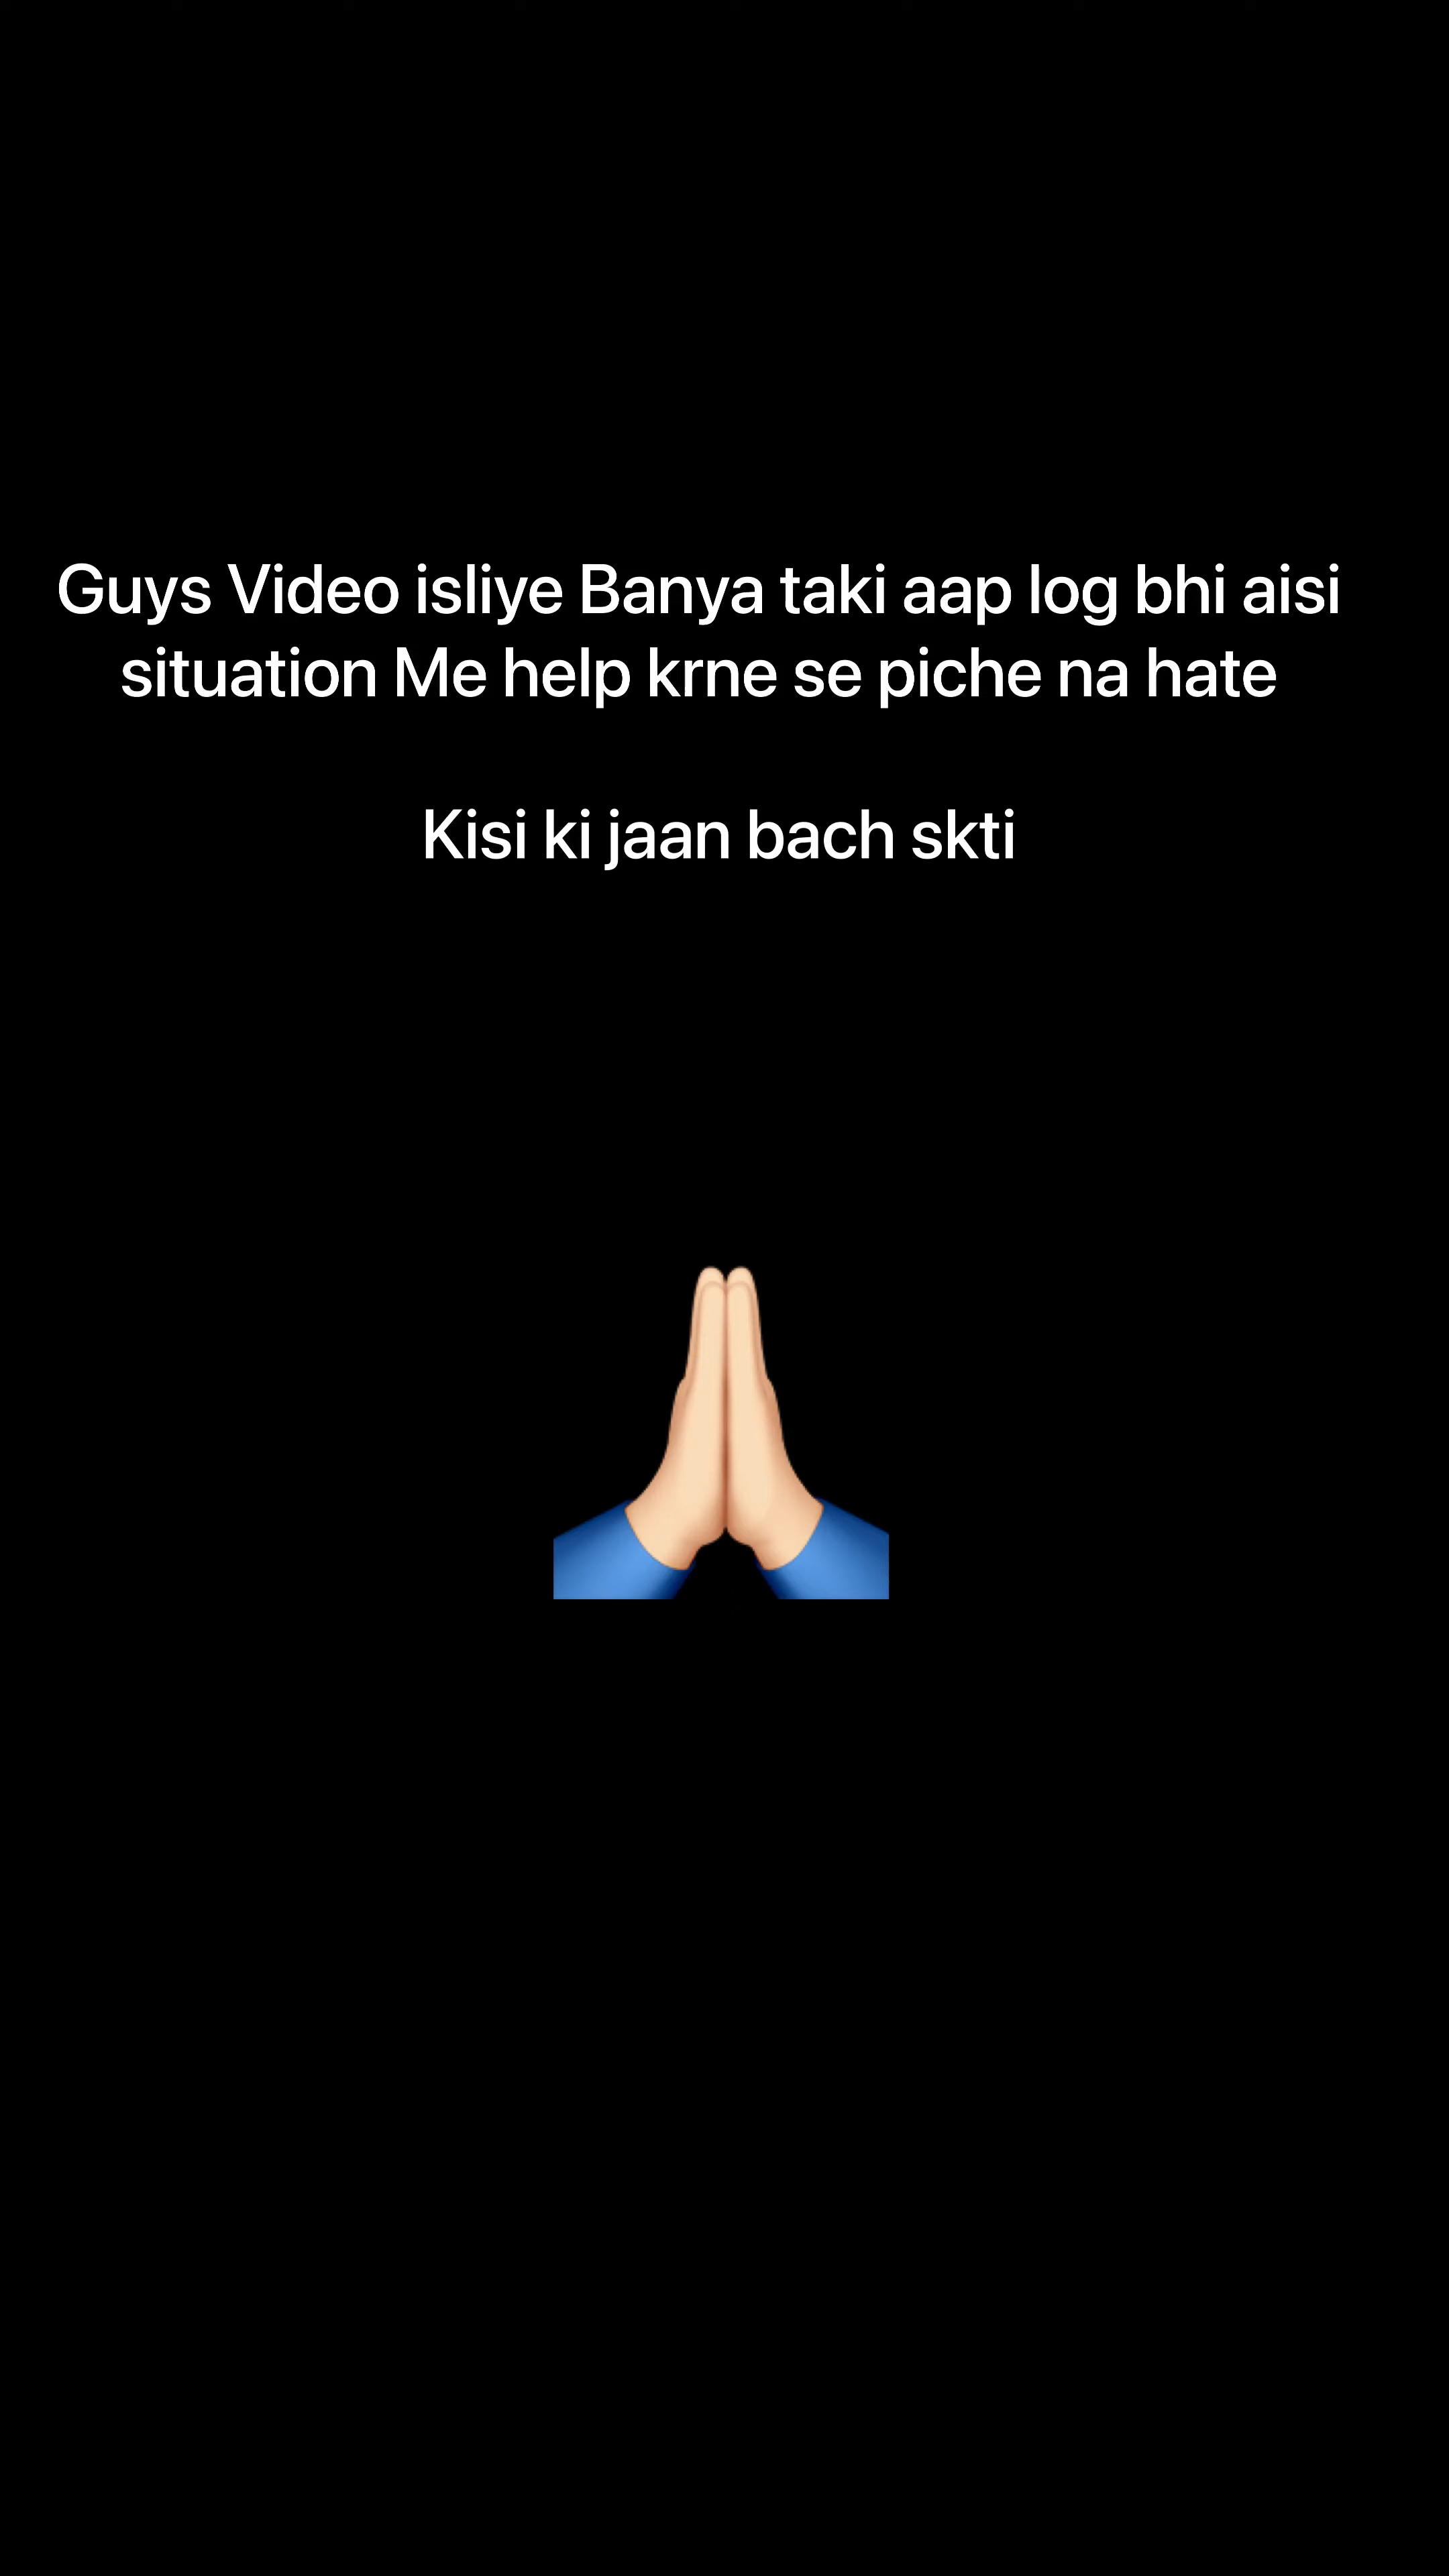 Guys Video isliye Banya taki aap log bhi aisi
situation Me help krne se piche na hate
Kisi ki jaan bach skti